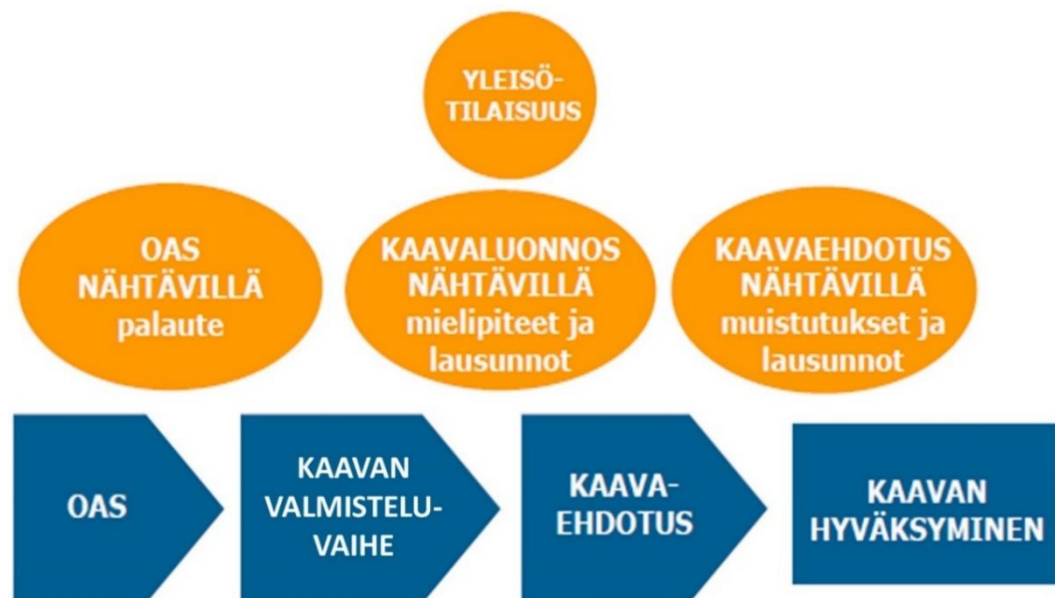 YLEISÖ-
TILAISUUS
OAS
NÄHTÄVILLÄ
palaute
KAAVALUONNOS
NÄHTÄVILLÄ
mielipiteet ja
lausunnot
KAAVAEHDOTUS
NÄHTÄVILLÄ
muistutukset ja
lausunnot
OAS
KAAVAN
VALMISTELU-
VAIHE
KAAVA-
EHDOTUS
KAAVAN
HYVÄKSYMINEN